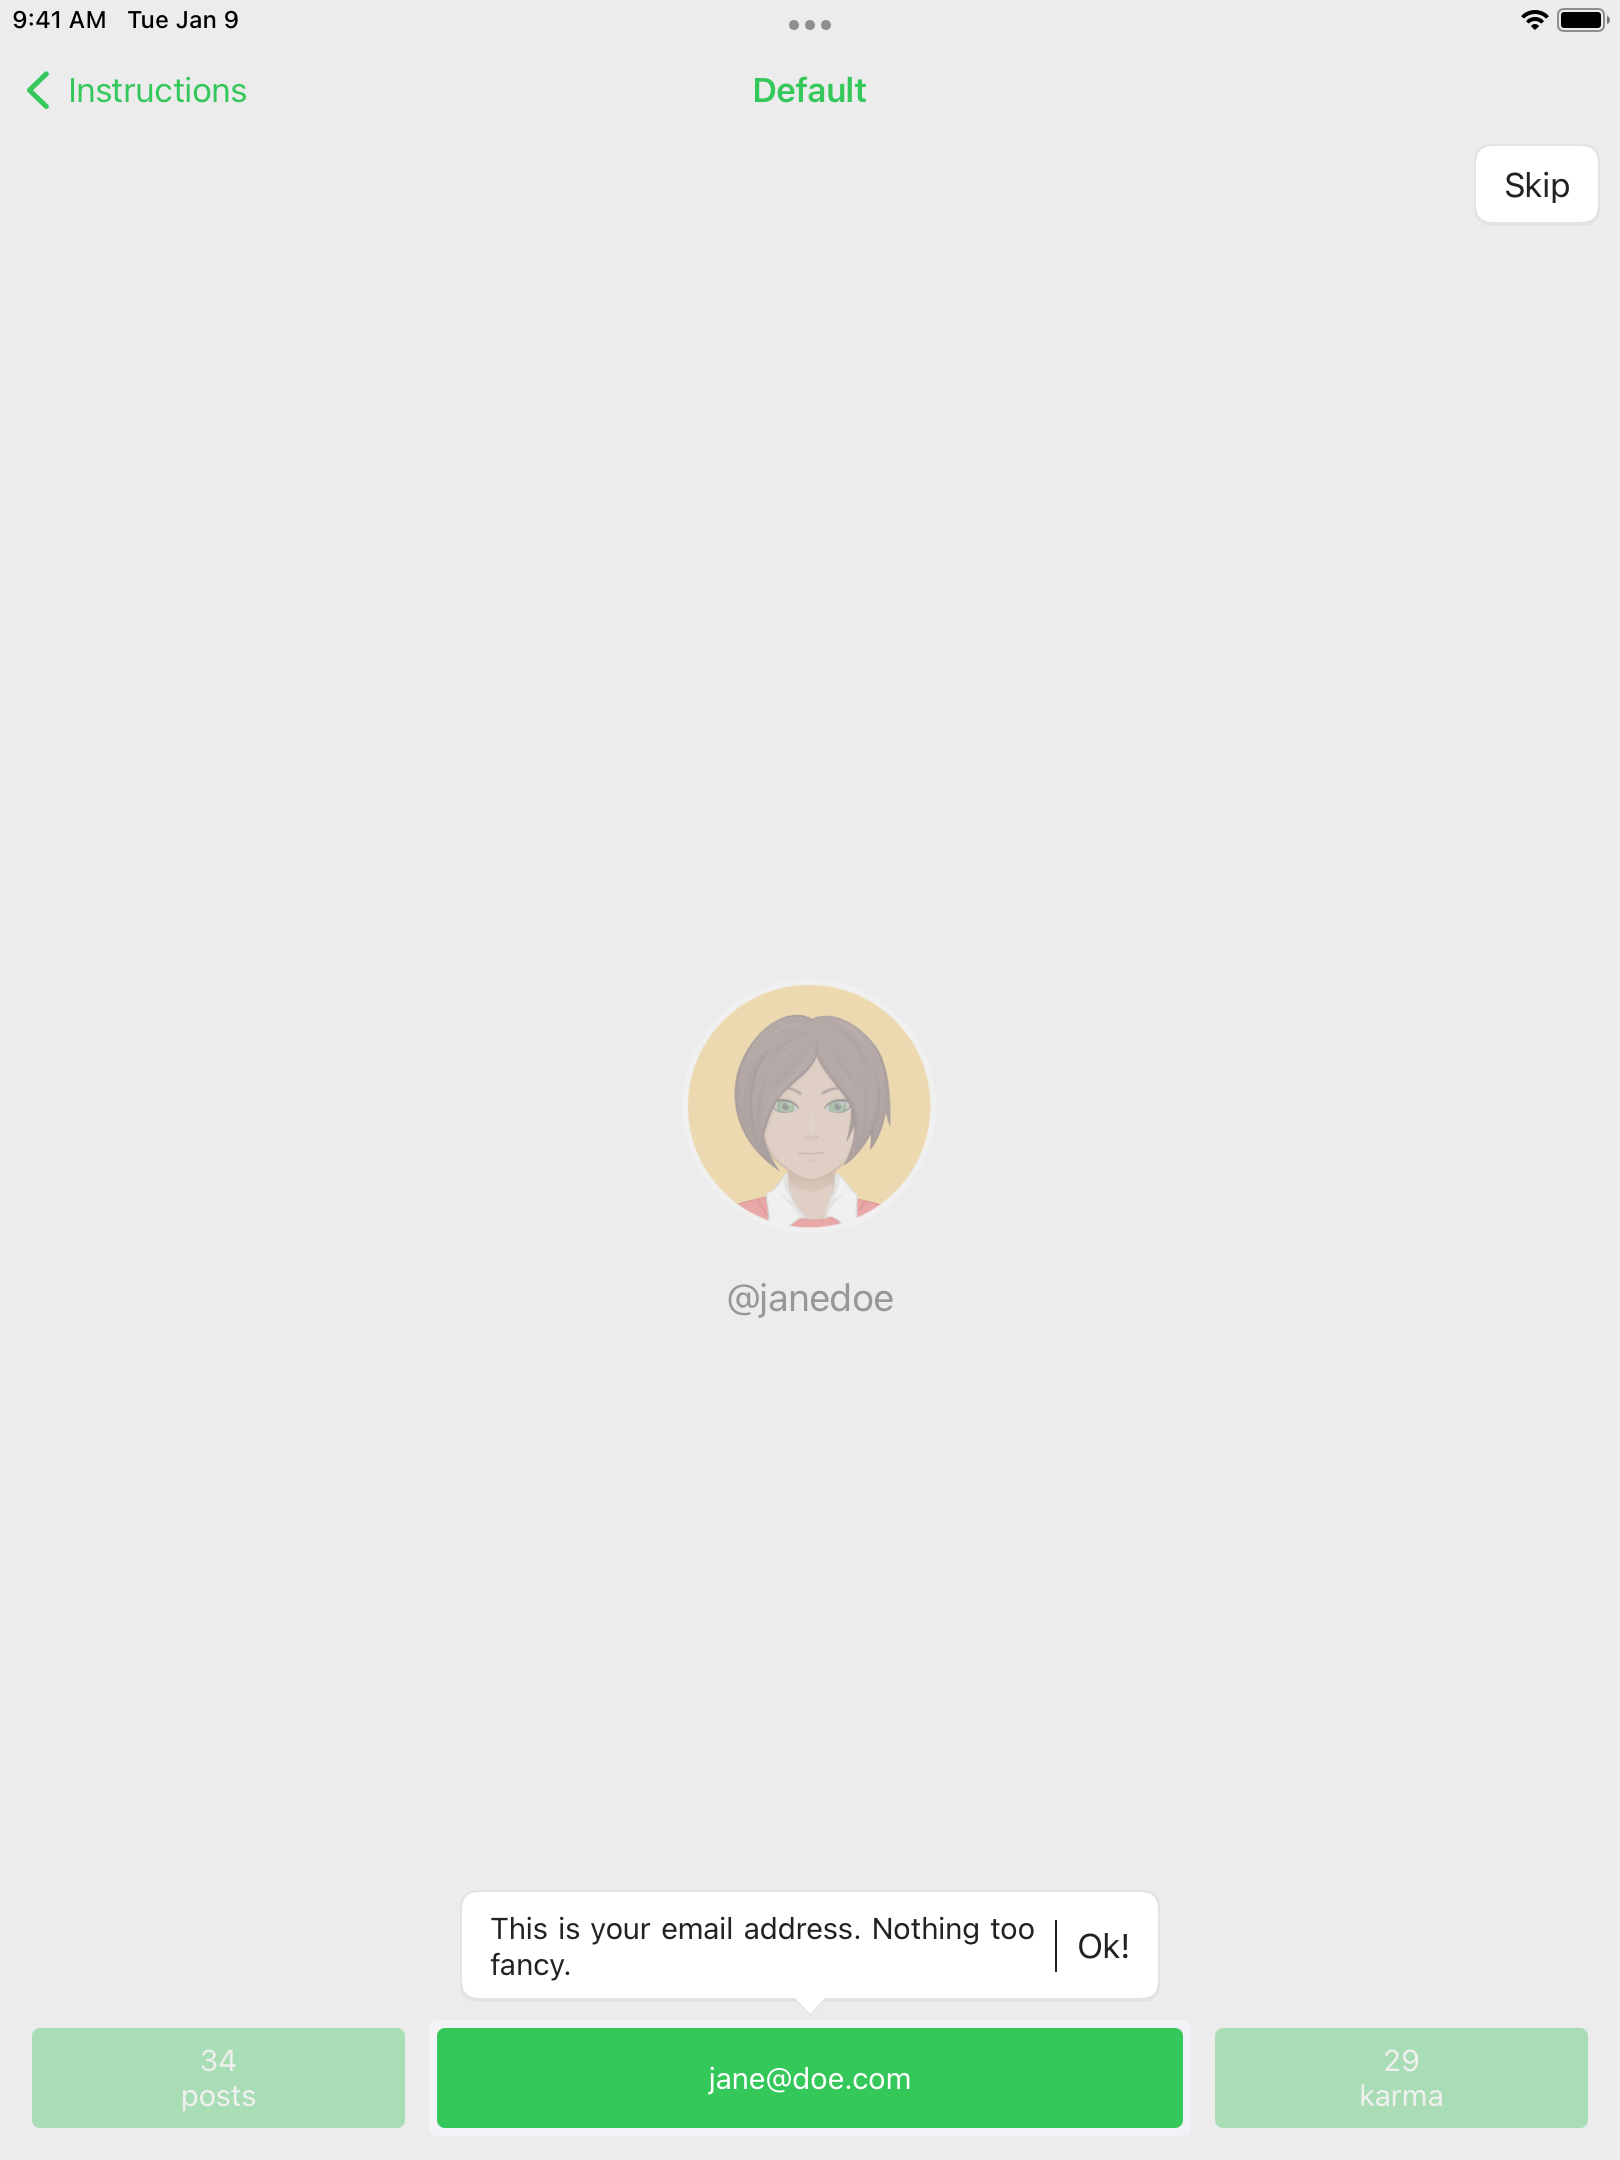 9:41 AM Tue Jan 9
Instructions
Default
Skip
@janedoe
This is your email address. Nothing too
fancy.
Ok!
34
posts
jane@doe.com
29
karma